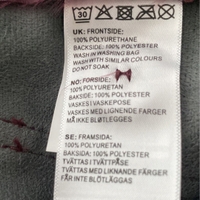 30
UK: FRONTSIDE:
100% POLYURETHANE
BACKSIDE: 100% POLYESTER
WASH IN WASHING BAG
WASH WITH SIMILAR COLOURS
DO NOT SOAK
NO: FORSIDE:
100% POLYURETAN
BAKSIDE: 100% POLYESTER
VASKES I VASKEPOSE
VASKES MED LIGNENDE FARGER
MÅ IKKE BLØTLEGGES
SE: FRAMSIDA:
100% POLYURETAN
BAKSIDA: 100% POLYESTER
TVÄTTAS I TVÄTTPÅSE
TVÄTTAS MED LIKNANDE FÄRGER
FÅR INTE BLÖTLÄGGAS